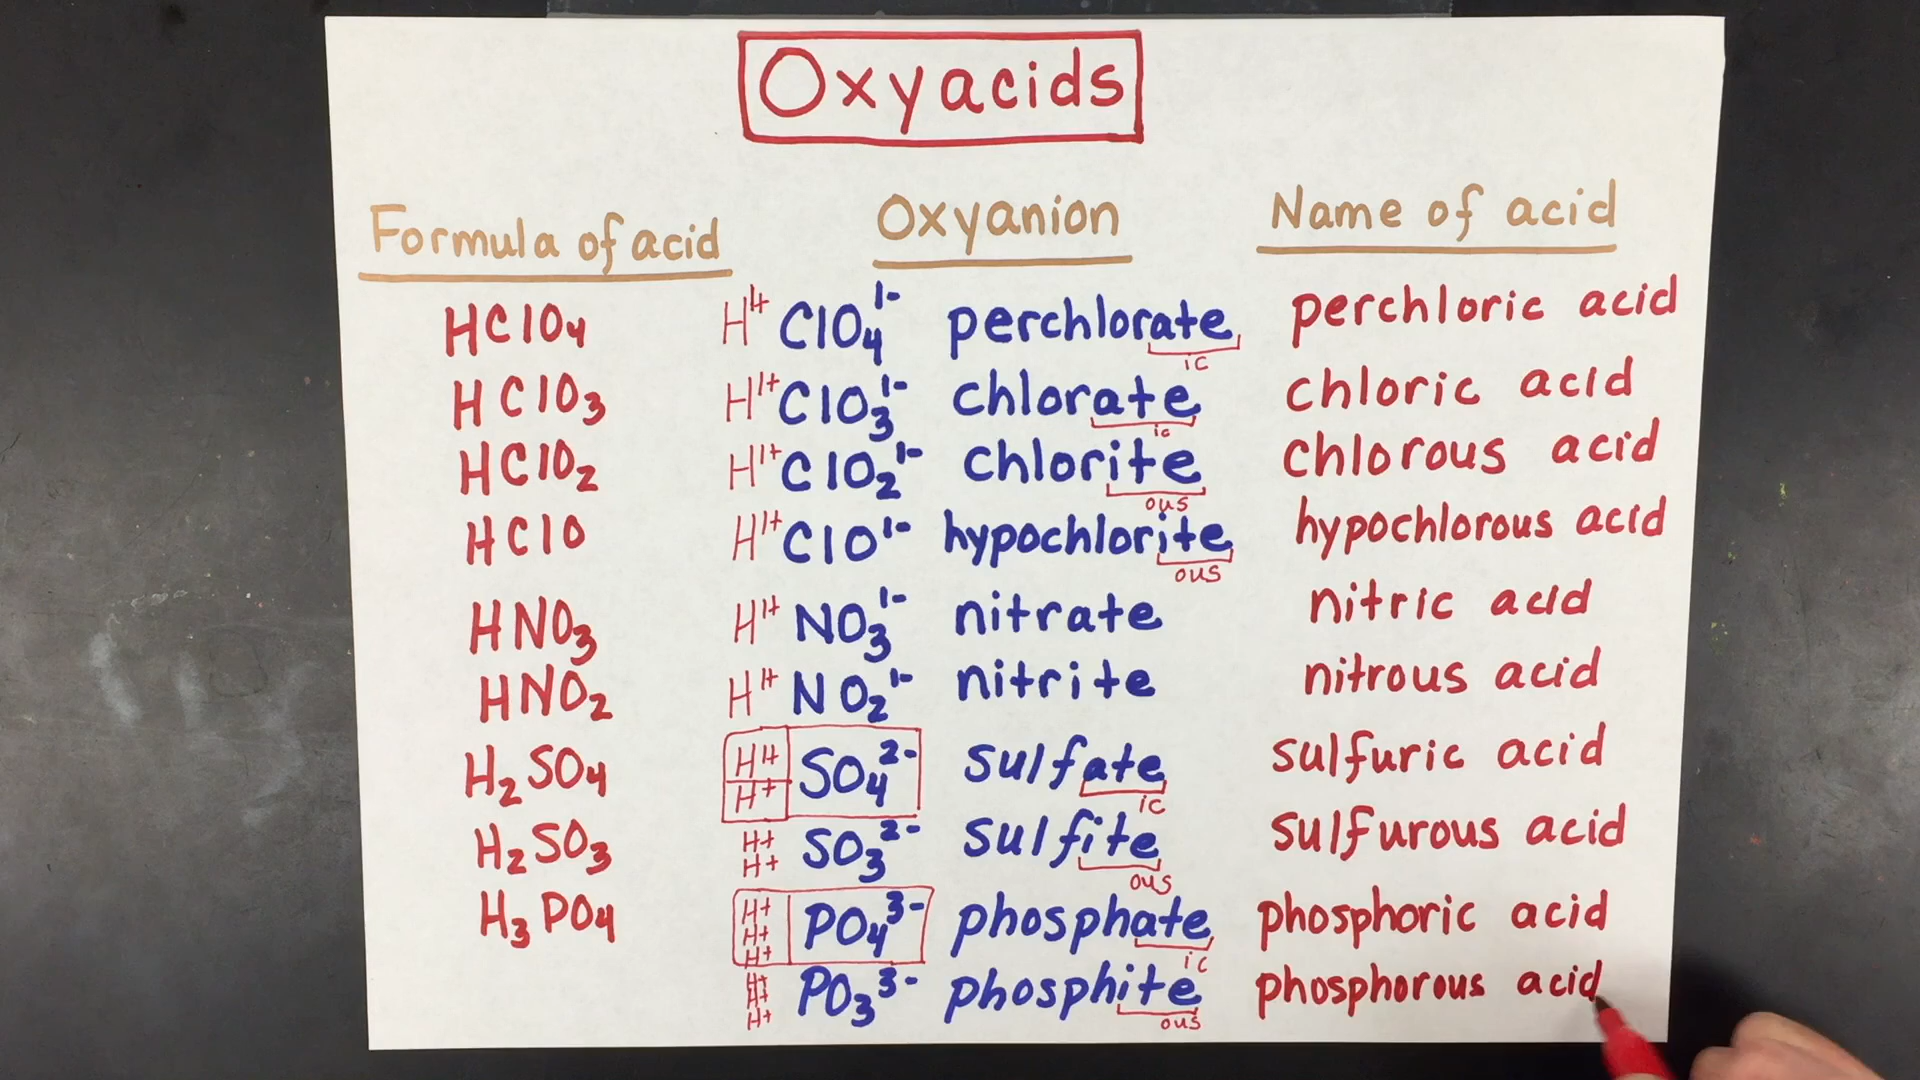 Oxyacids
Formula of acid Oxyanion Name of acid
HClO4 H1+ ClO4 1- perchlorate perchloric acid
ic
HClO3 H1+ ClO3 1- chlorate chloric acid
ic
HClO2 H1+ ClO2 1- chlorite chlorous acid
ous
HClO H1+ ClO1- hypochlorite hypochlorous acid
ous
HNO3 H1+ NO3 1- nitrate nitric acid
HNO2 H1+ NO2 1- nitrite nitrous acid
H2SO4 H1+ H+ SO4 2- sulfate sulfuric acid
ic
H2SO3 H+ H+ SO3 2- sulfite sulfurous acid
ous
H3PO4 H+ H+ H+ PO4 3- phosphate phosphoric acid
ic
H+ H+ H+ PO3 3- phosphite phosphorous acid
ous